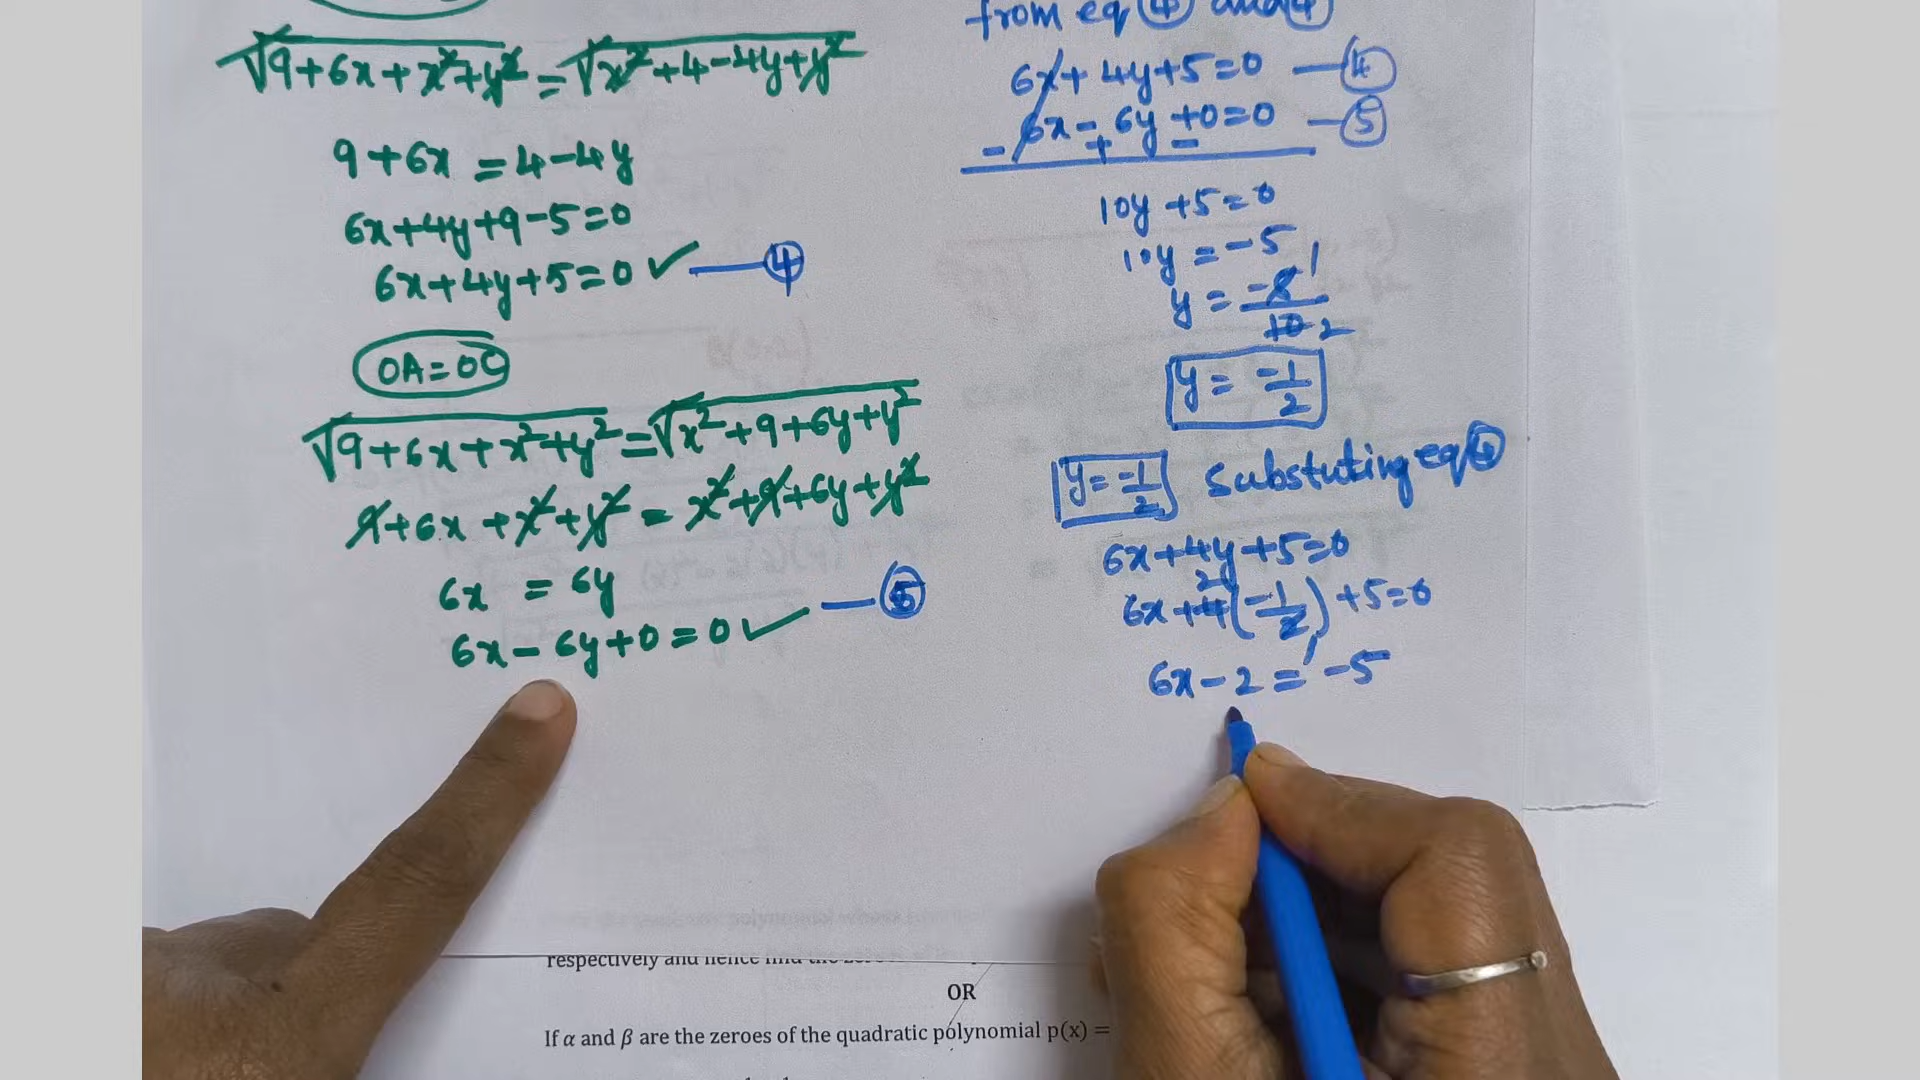 √9+6x+x²+y² = √x²+4-4y+y²
9+6x = 4-4y
6x+4y+9-5=0
6x+4y+5=0 ✓ —④
OA=OC
√9+6x+x²+y² = √x²+9+6y+y²
9+6x+x²+y² = x²+9+6y+y²
6x = 6y
6x-6y+0=0 ✓ —⑤
from eq ④ and
6x+4y+5=0 —④
6x-6y+0=0 —⑤
- + -
10y+5=0
10y=-5
y = -5/10 1 2
y = -1/2
y=-1/2 Substuting eq④
6x+4y+5=0
6x+4(-1/2)+5=0
6x-2=-5
respectively and hence find the
OR
If α and β are the zeroes of the quadratic polynomial p(x) =